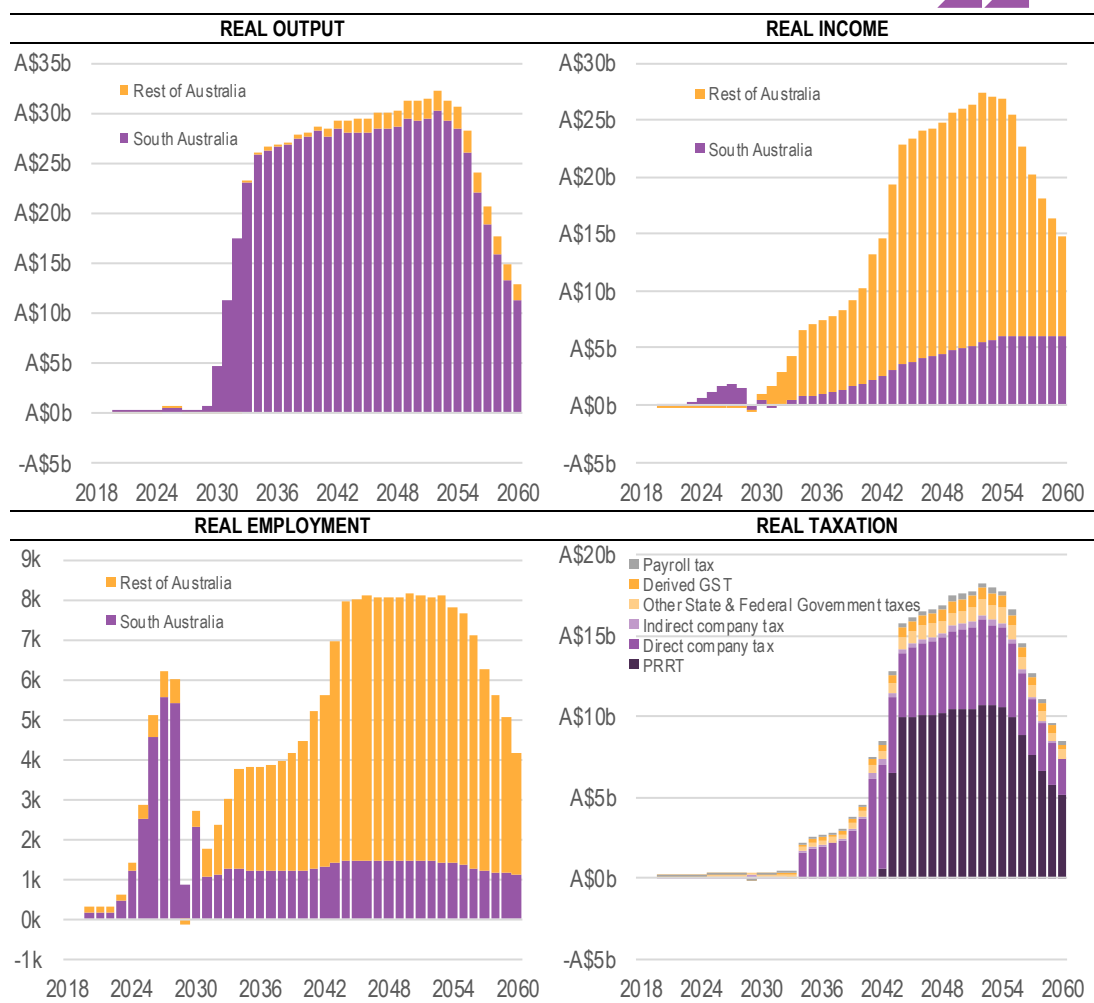 REAL OUTPUT
A$35b
A$30b
A$25b
A$20b
A$15b
A$10b
A$5b
A$0b
-A$5b
Rest of Australia
South Australia
2018 2024 2030 2036 2042 2048 2054 2060
REAL INCOME
A$30b
A$25b
A$20b
A$15b
A$10b
A$5b
A$0b
-A$5b
Rest of Australia
South Australia
2018 2024 2030 2036 2042 2048 2054 2060
REAL EMPLOYMENT
9k
8k
7k
6k
5k
4k
3k
2k
1k
0k
-1k
Rest of Australia
South Australia
2018 2024 2030 2036 2042 2048 2054 2060
REAL TAXATION
A$20b
A$15b
A$10b
A$5b
A$0b
-A$5b
Payroll tax
Derived GST
Other State & Federal Government taxes
Indirect company tax
Direct company tax
PRRT
2018 2024 2030 2036 2042 2048 2054 2060